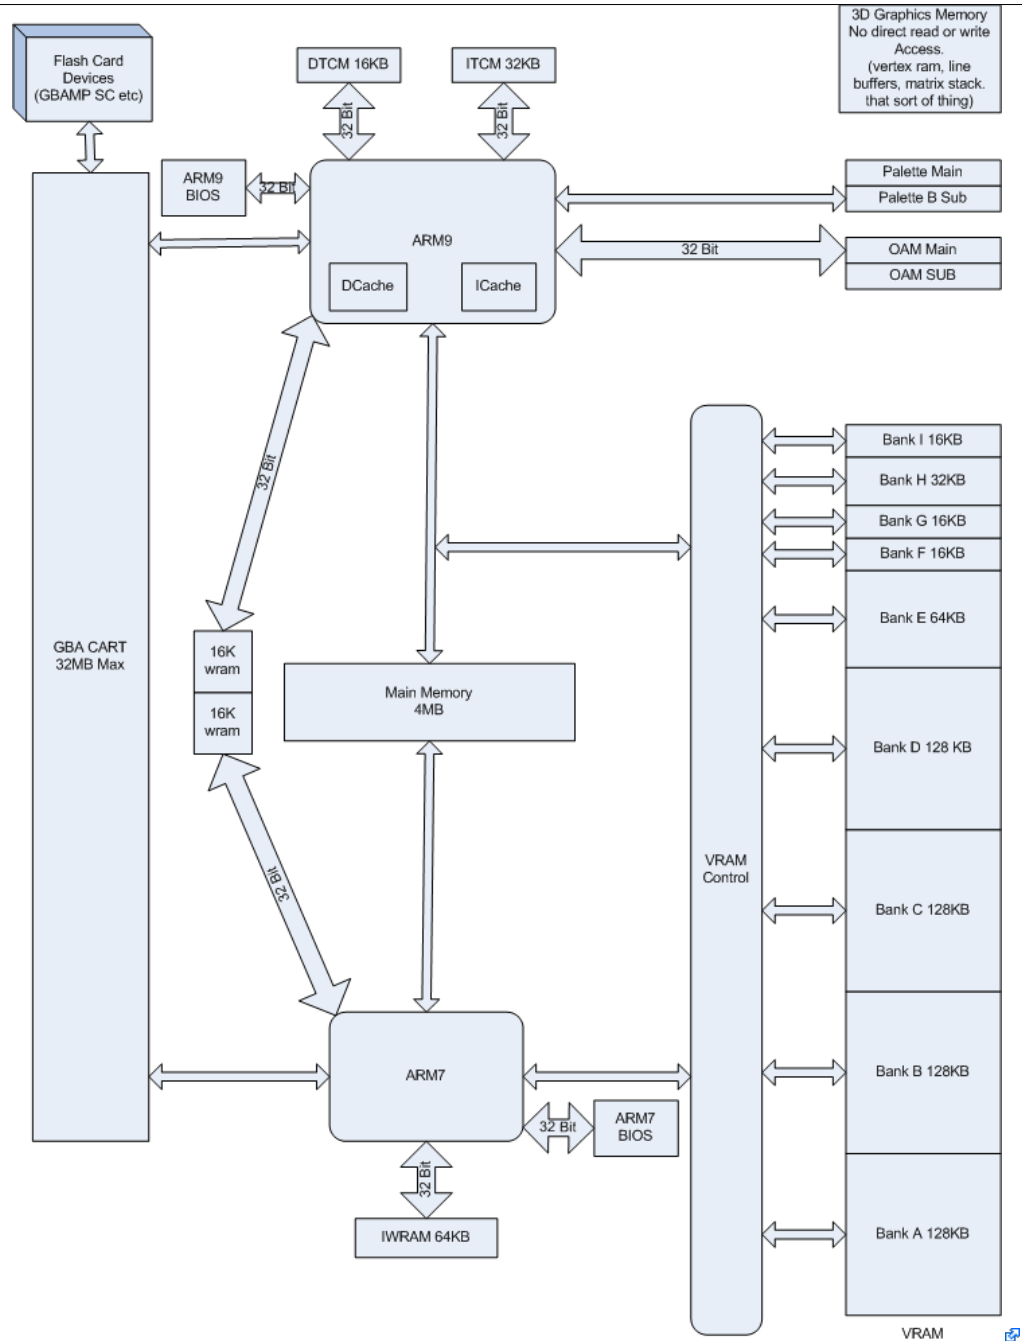 3D Graphics Memory
No direct read or write
Access.
(vertex ram, line
buffers, matrix stack.
that sort of thing)
Flash Card
Devices
(GBAMP SC etc)
DTCM 16KB
ITCM 32KB
32 Bit
32 Bit
ARM9
BIOS
32 Bit
Palette Main
Palette B Sub
ARM9
32 Bit
OAM Main
OAM SUB
DCache
ICache
32 Bit
Bank I 16KB
Bank H 32KB
Bank G 16KB
Bank F 16KB
Bank E 64KB
GBA CART
32MB Max
16K
wram
16K
wram
Main Memory
4MB
Bank D 128 KB
VRAM
Control
32 Bit
Bank C 128KB
ARM7
Bank B 128KB
32 Bit
ARM7
BIOS
32 Bit
IWRAM 64KB
Bank A 128KB
VRAM